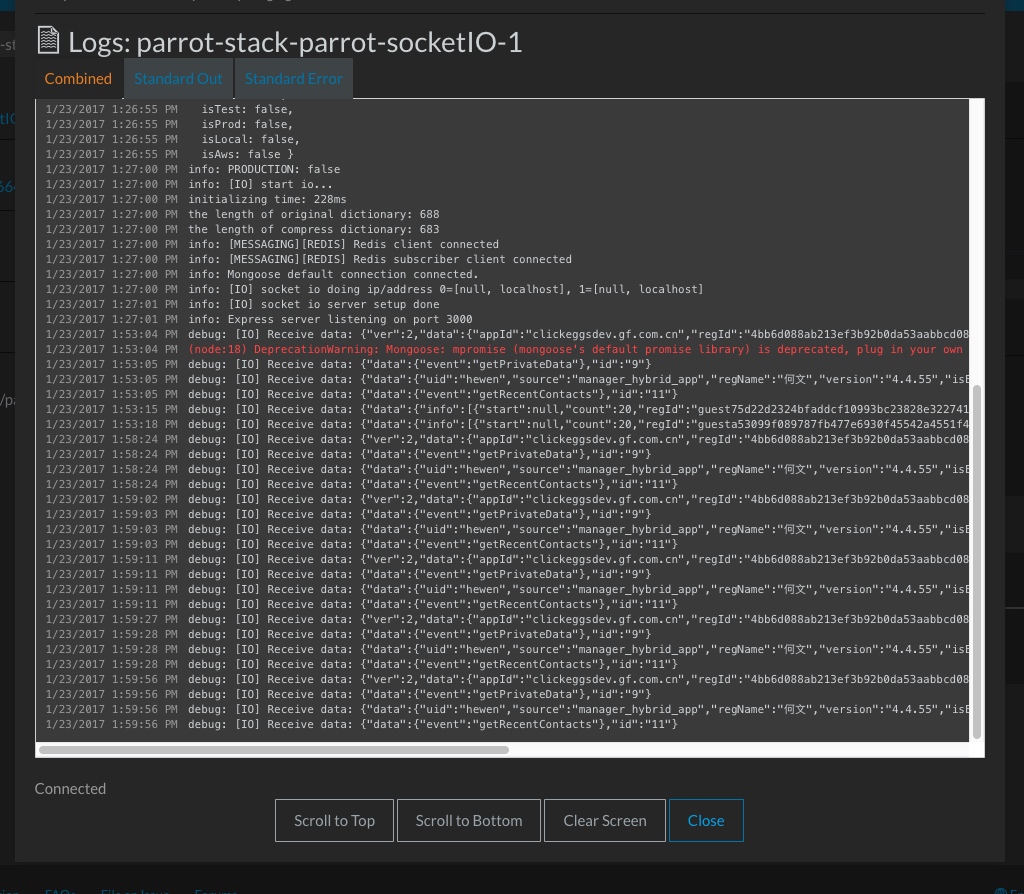 Logs: parrot-stack-parrot-socketIO-1
Combined Standard Out Standard Error
1/23/2017 1:26:55 PM isTest: false,
1/23/2017 1:26:55 PM isProd: false,
1/23/2017 1:26:55 PM isLocal: false,
1/23/2017 1:26:55 PM isAws: false }
1/23/2017 1:27:00 PM info: PRODUCTION: false
1/23/2017 1:27:00 PM info: [IO] start io...
1/23/2017 1:27:00 PM initializing time: 228ms
1/23/2017 1:27:00 PM the length of original dictionary: 688
1/23/2017 1:27:00 PM the length of compress dictionary: 683
1/23/2017 1:27:00 PM info: [MESSAGING][REDIS] Redis client connected
1/23/2017 1:27:00 PM info: [MESSAGING][REDIS] Redis subscriber client connected
1/23/2017 1:27:00 PM info: Mongoose default connection connected.
1/23/2017 1:27:00 PM info: [IO] socket io doing ip/address 0=[null, localhost], 1=[null, localhost]
1/23/2017 1:27:01 PM info: [IO] socket io server setup done
1/23/2017 1:27:01 PM info: Express server listening on port 3000
1/23/2017 1:53:04 PM debug: [IO] Receive data: {"ver":2,"data":{"appId":"clickeggsdev.gf.com.cn","regId":"4bb6d088ab213ef3b92b0da53aabbcd08
1/23/2017 1:53:04 PM (node:18) DeprecationWarning: Mongoose: mpromise (mongoose's default promise library) is deprecated, plug in your own
1/23/2017 1:53:05 PM debug: [IO] Receive data: {"data":{"event":"getPrivateData"},"id":"9"}
1/23/2017 1:53:05 PM debug: [IO] Receive data: {"data":{"uid":"hewen","source":"manager_hybrid_app","regName":"何文","version":"4.4.55","isE
1/23/2017 1:53:05 PM debug: [IO] Receive data: {"data":{"event":"getRecentContacts"},"id":"11"}
1/23/2017 1:53:15 PM debug: [IO] Receive data: {"data":{"info":[{"start":null,"count":20,"regId":"guest75d22d2324bfaddcf10993bc23828e322741
1/23/2017 1:53:18 PM debug: [IO] Receive data: {"data":{"info":[{"start":null,"count":20,"regId":"guesta53099f089787fb477e6930f45542a4551f4
1/23/2017 1:58:24 PM debug: [IO] Receive data: {"ver":2,"data":{"appId":"clickeggsdev.gf.com.cn","regId":"4bb6d088ab213ef3b92b0da53aabbcd08
1/23/2017 1:58:24 PM debug: [IO] Receive data: {"data":{"event":"getPrivateData"},"id":"9"}
1/23/2017 1:58:24 PM debug: [IO] Receive data: {"data":{"uid":"hewen","source":"manager_hybrid_app","regName":"何文","version":"4.4.55","isE
1/23/2017 1:58:24 PM debug: [IO] Receive data: {"data":{"event":"getRecentContacts"},"id":"11"}
1/23/2017 1:59:02 PM debug: [IO] Receive data: {"ver":2,"data":{"appId":"clickeggsdev.gf.com.cn","regId":"4bb6d088ab213ef3b92b0da53aabbcd08
1/23/2017 1:59:03 PM debug: [IO] Receive data: {"data":{"event":"getPrivateData"},"id":"9"}
1/23/2017 1:59:03 PM debug: [IO] Receive data: {"data":{"uid":"hewen","source":"manager_hybrid_app","regName":"何文","version":"4.4.55","isE
1/23/2017 1:59:03 PM debug: [IO] Receive data: {"data":{"event":"getRecentContacts"},"id":"11"}
1/23/2017 1:59:11 PM debug: [IO] Receive data: {"ver":2,"data":{"appId":"clickeggsdev.gf.com.cn","regId":"4bb6d088ab213ef3b92b0da53aabbcd08
1/23/2017 1:59:11 PM debug: [IO] Receive data: {"data":{"event":"getPrivateData"},"id":"9"}
1/23/2017 1:59:11 PM debug: [IO] Receive data: {"data":{"uid":"hewen","source":"manager_hybrid_app","regName":"何文","version":"4.4.55","isE
1/23/2017 1:59:11 PM debug: [IO] Receive data: {"data":{"event":"getRecentContacts"},"id":"11"}
1/23/2017 1:59:27 PM debug: [IO] Receive data: {"ver":2,"data":{"appId":"clickeggsdev.gf.com.cn","regId":"4bb6d088ab213ef3b92b0da53aabbcd08
1/23/2017 1:59:28 PM debug: [IO] Receive data: {"data":{"event":"getPrivateData"},"id":"9"}
1/23/2017 1:59:28 PM debug: [IO] Receive data: {"data":{"uid":"hewen","source":"manager_hybrid_app","regName":"何文","version":"4.4.55","isE
1/23/2017 1:59:28 PM debug: [IO] Receive data: {"data":{"event":"getRecentContacts"},"id":"11"}
1/23/2017 1:59:56 PM debug: [IO] Receive data: {"ver":2,"data":{"appId":"clickeggsdev.gf.com.cn","regId":"4bb6d088ab213ef3b92b0da53aabbcd08
1/23/2017 1:59:56 PM debug: [IO] Receive data: {"data":{"event":"getPrivateData"},"id":"9"}
1/23/2017 1:59:56 PM debug: [IO] Receive data: {"data":{"uid":"hewen","source":"manager_hybrid_app","regName":"何文","version":"4.4.55","isE
1/23/2017 1:59:56 PM debug: [IO] Receive data: {"data":{"event":"getRecentContacts"},"id":"11"}
Connected
Scroll to Top Scroll to Bottom Clear Screen Close